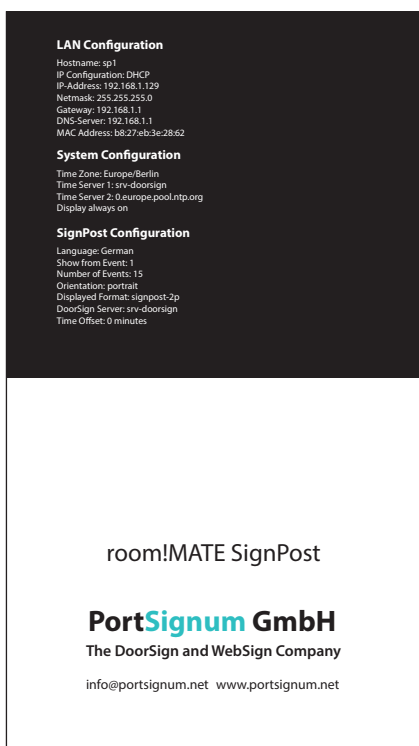 LAN Configuration
Hostname: sp1
IP Configuration: DHCP
IP-Address: 192.168.1.129
Netmask: 255.255.255.0
Gateway: 192.168.1.1
DNS-Server: 192.168.1.1
MAC Address: b8:27:eb:3e:28:62
System Configuration
Time Zone: Europe/Berlin
Time Server 1: srv-doorsign
Time Server 2: 0.europe.pool.ntp.org
Display always on
SignPost Configuration
Language: German
Show from Event: 1
Number of Events: 15
Orientation: portrait
Displayed Format: signpost-2p
DoorSign Server: srv-doorsign
Time Offset: 0 minutes
room!MATE SignPost
PortSignum GmbH
The DoorSign and WebSign Company
info@portsignum.net www.portsignum.net